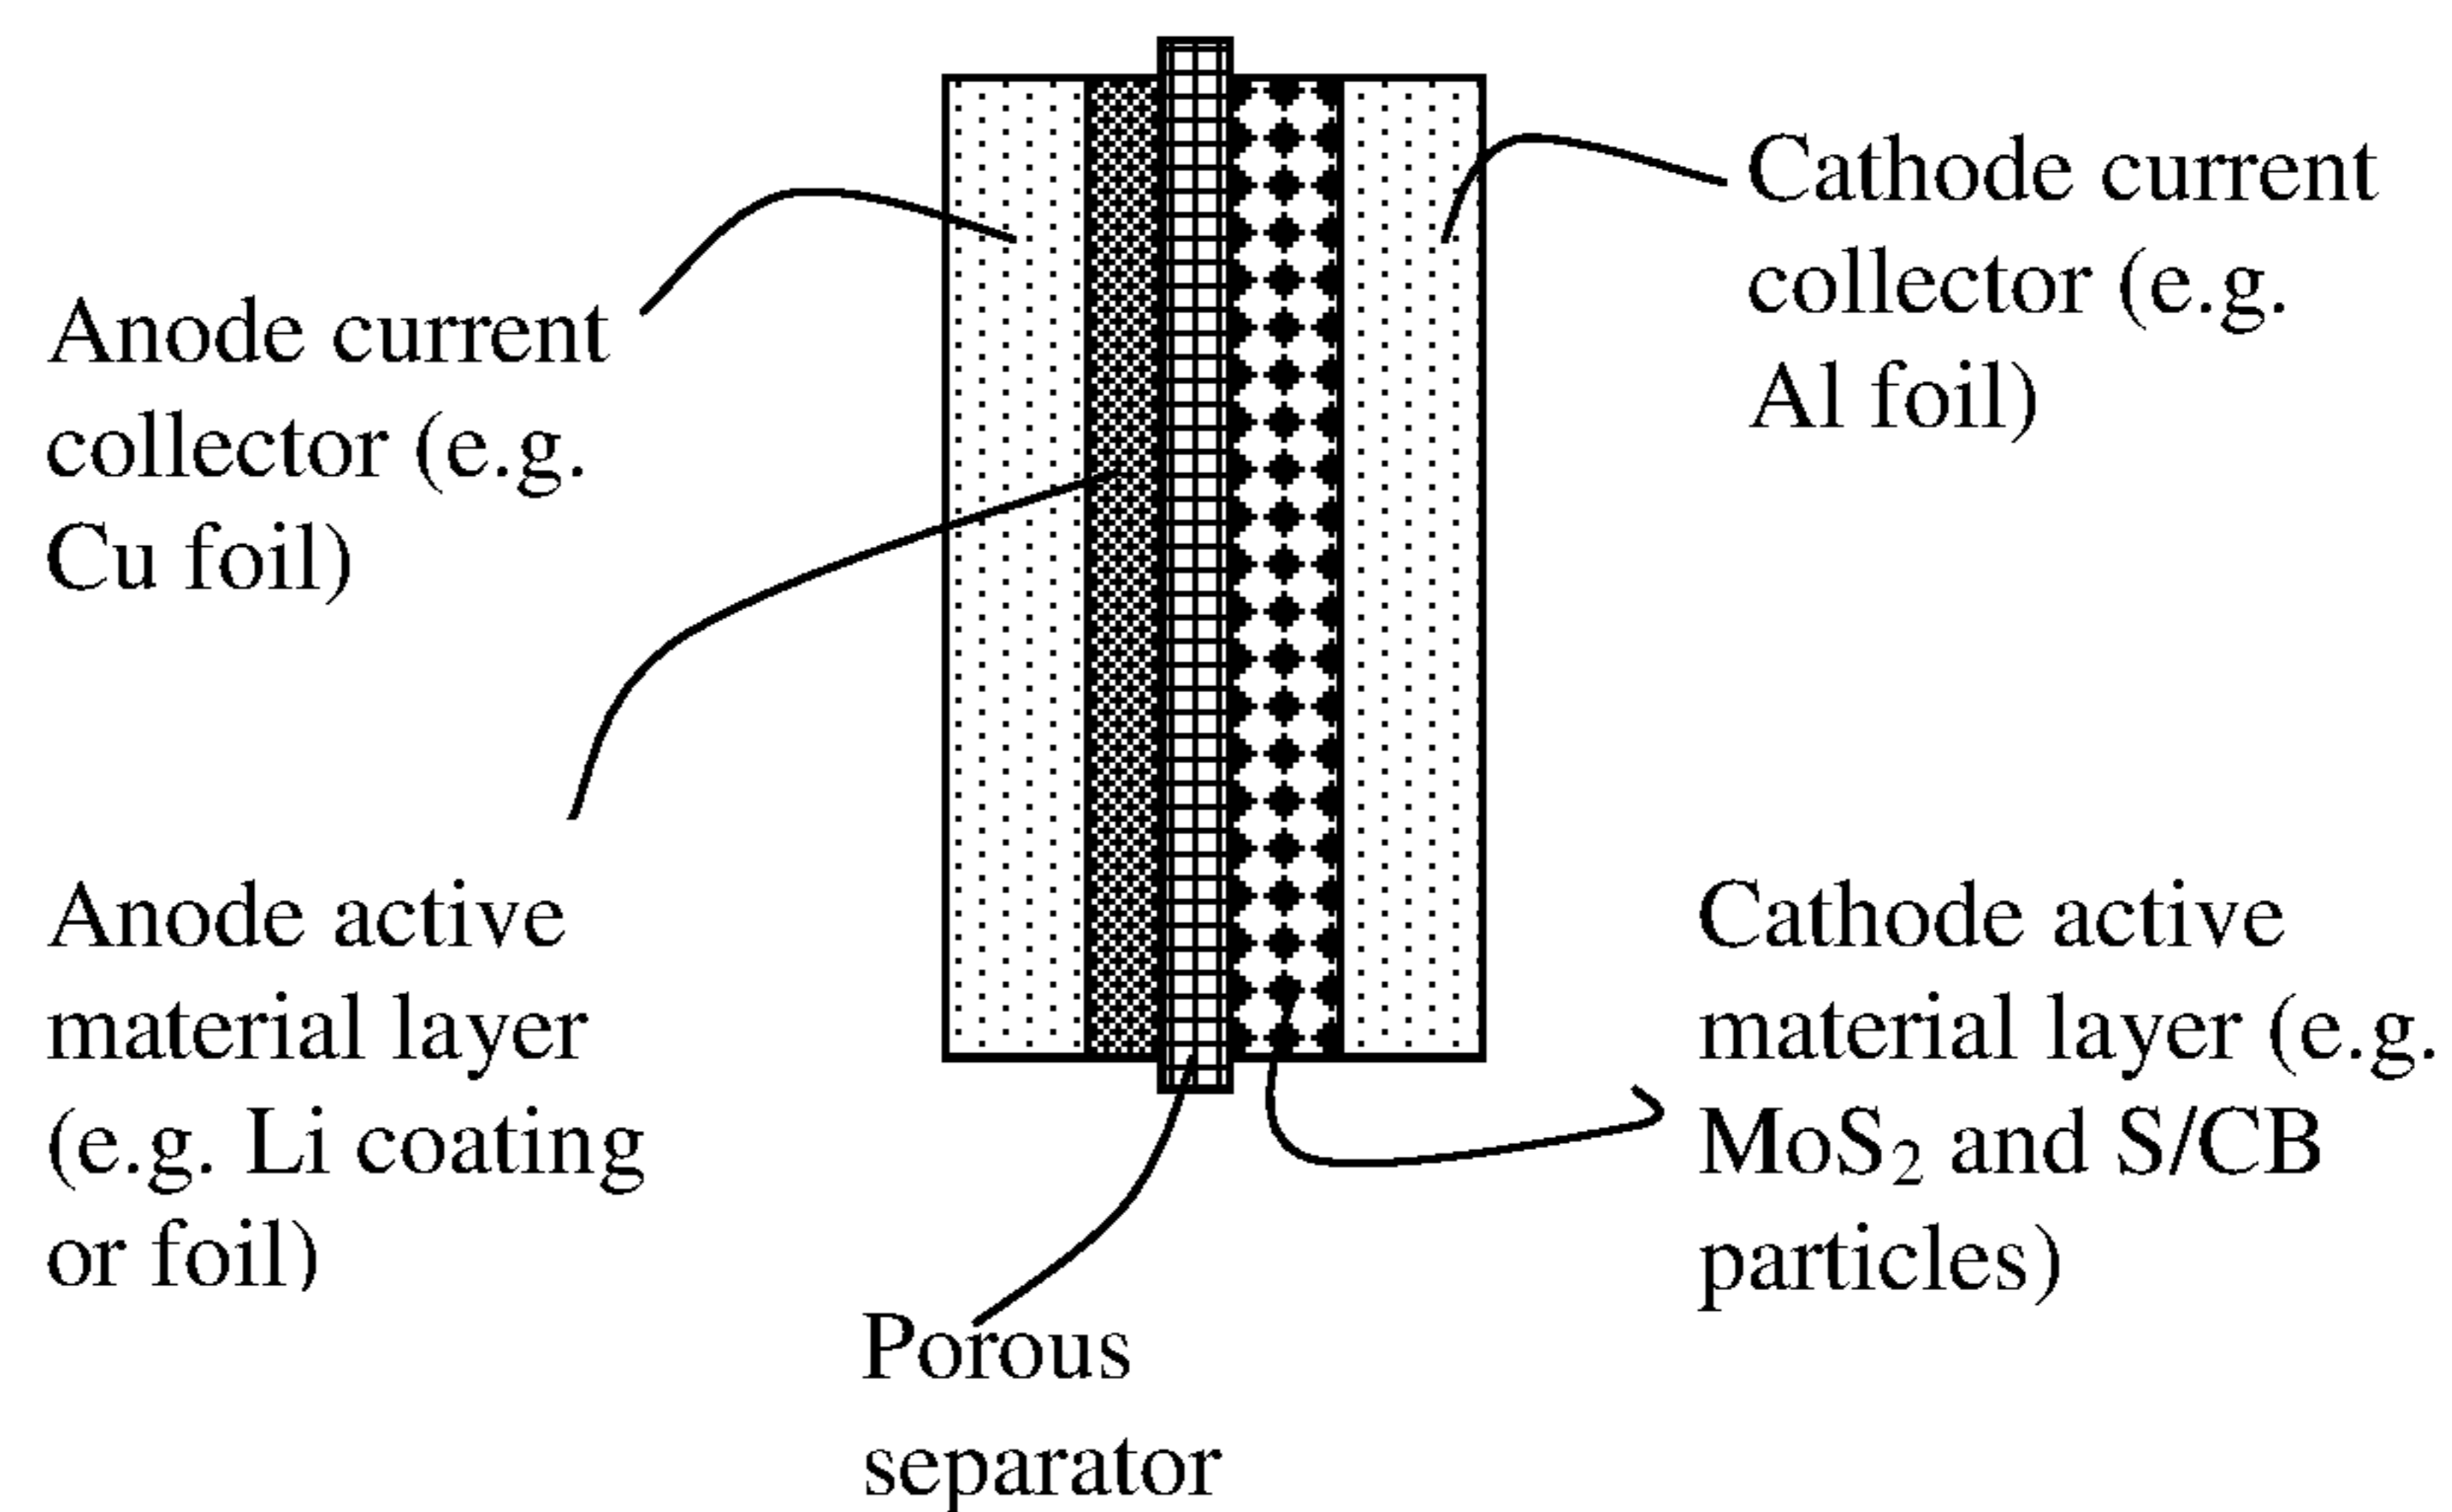 Anode current
collector (e.g.
Cu foil)
Cathode current
collector (e.g.
Al foil)
Anode active
material layer
(e.g. Li coating
or foil)
Cathode active
material layer (e.g.
MoS₂ and S/CB
particles)
Porous
separator